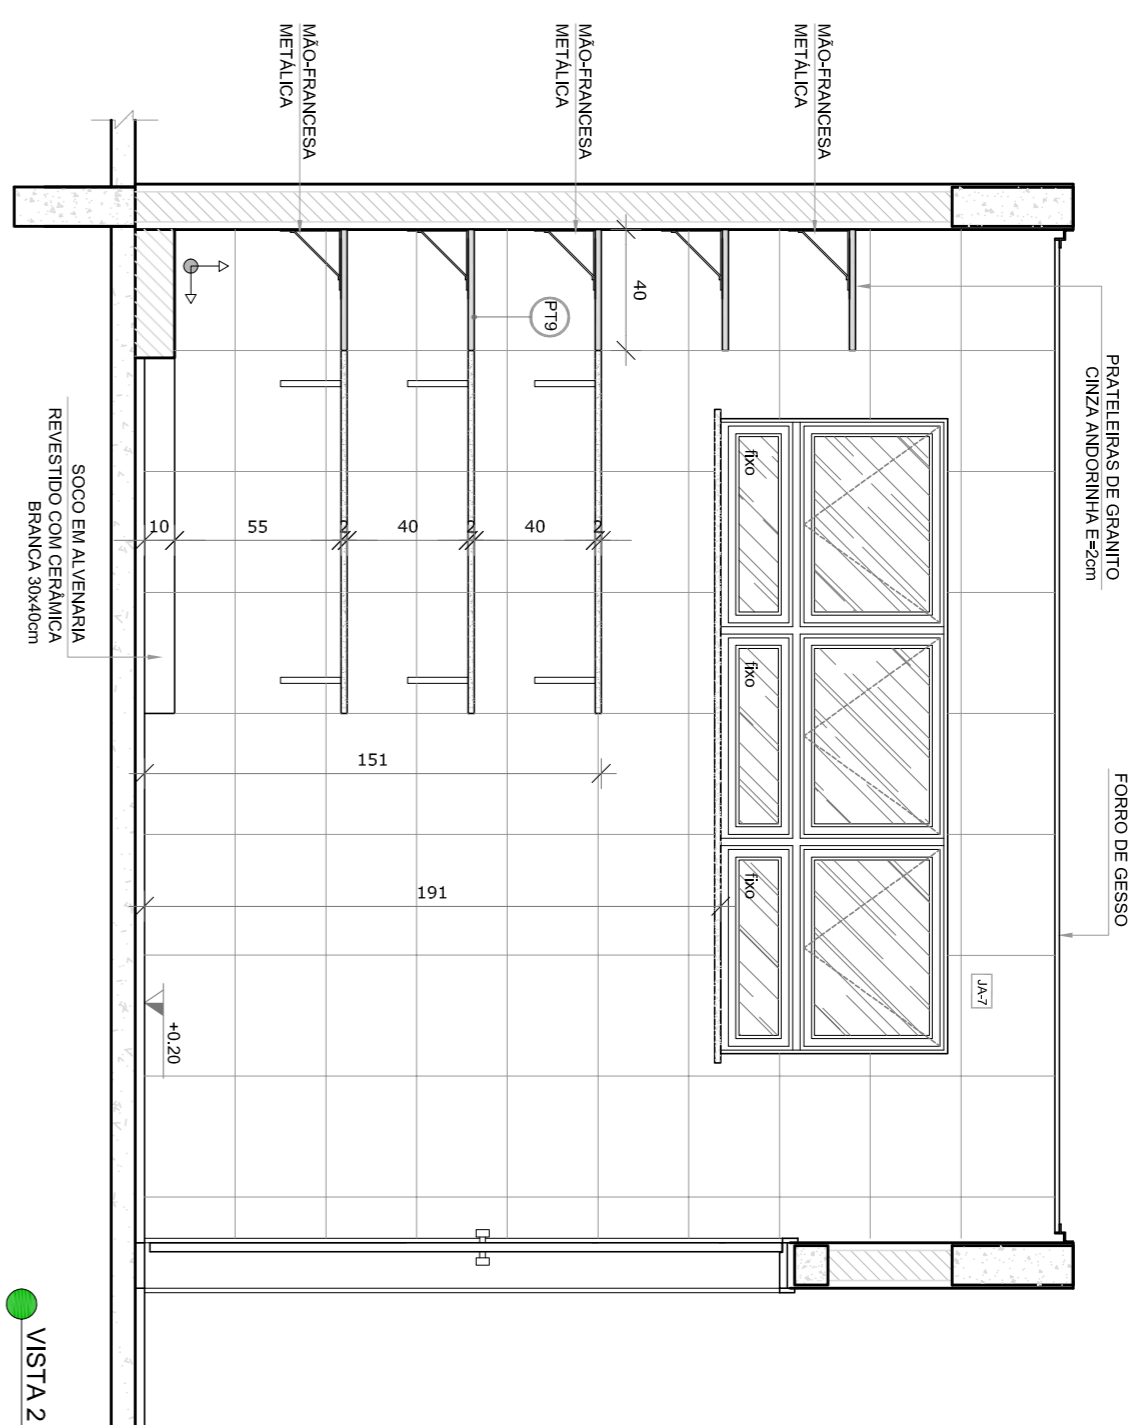 MÃO-FRANCESA
METÁLICA
MÃO-FRANCESA
METÁLICA
MÃO-FRANCESA
METÁLICA
PRATELEIRAS DE GRANITO
CINZA ANDORINHA E=2cm
FORRO DE GESSO
JA-7
fixo
fixo
fixo
40
PT9
10
55
2
40
2
40
2
151
191
+0.20
SOCO EM ALVENARIA
REVESTIDO COM CERÂMICA
BRANCA 30x40cm
VISTA 2